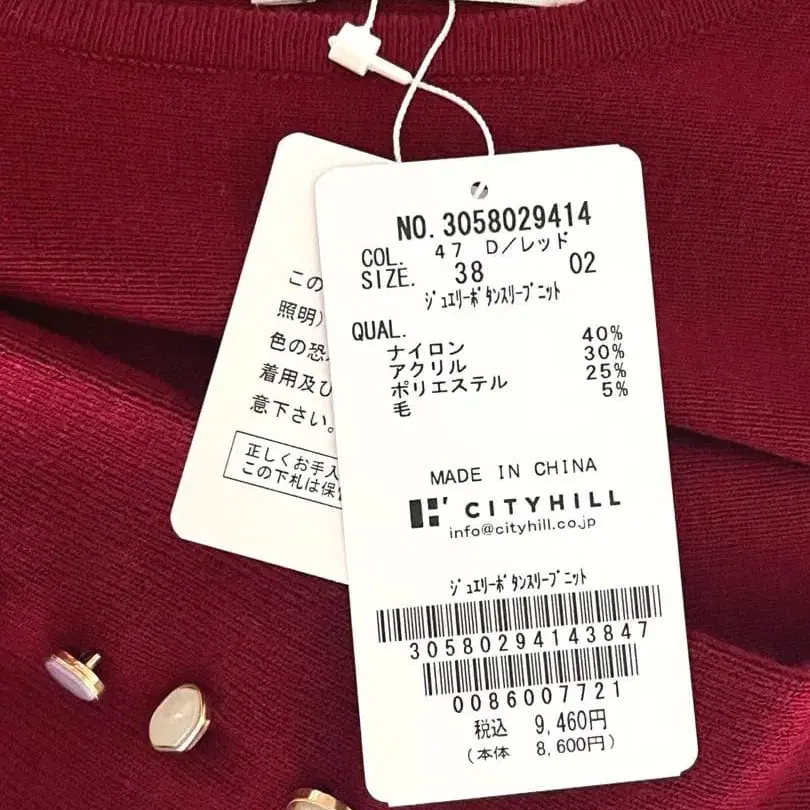 NO. 3058029414
COL. 47 D/レッド
SIZE. 38 02
ジュエリーボタンスリーブニット
QUAL.
ナイロン 40%
アクリル 30%
ポリエステル 25%
毛 5%
MADE IN CHINA
CITYHILL
info@cityhill.co.jp
ジュエリーボタンスリーブニット
30580294143847
0086007721
税込 9,460円
(本体 8,600円)
この
照明)
色の恐
着用及び
意下さい。
正しくお手入
この下札は保